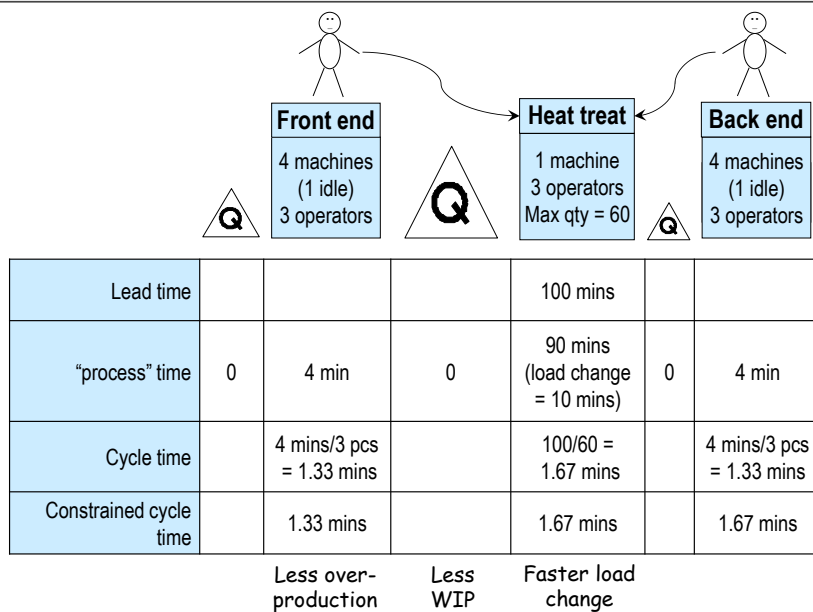 Front end
4 machines
(1 idle)
3 operators
Heat treat
1 machine
3 operators
Max qty = 60
Back end
4 machines
(1 idle)
3 operators
Q
Q
Q
Lead time
100 mins
“process” time
0
4 min
0
90 mins
(load change
= 10 mins)
0
4 min
Cycle time
4 mins/3 pcs
= 1.33 mins
100/60 =
1.67 mins
4 mins/3 pcs
= 1.33 mins
Constrained cycle
time
1.33 mins
1.67 mins
1.67 mins
Less over-
production
Less
WIP
Faster load
change